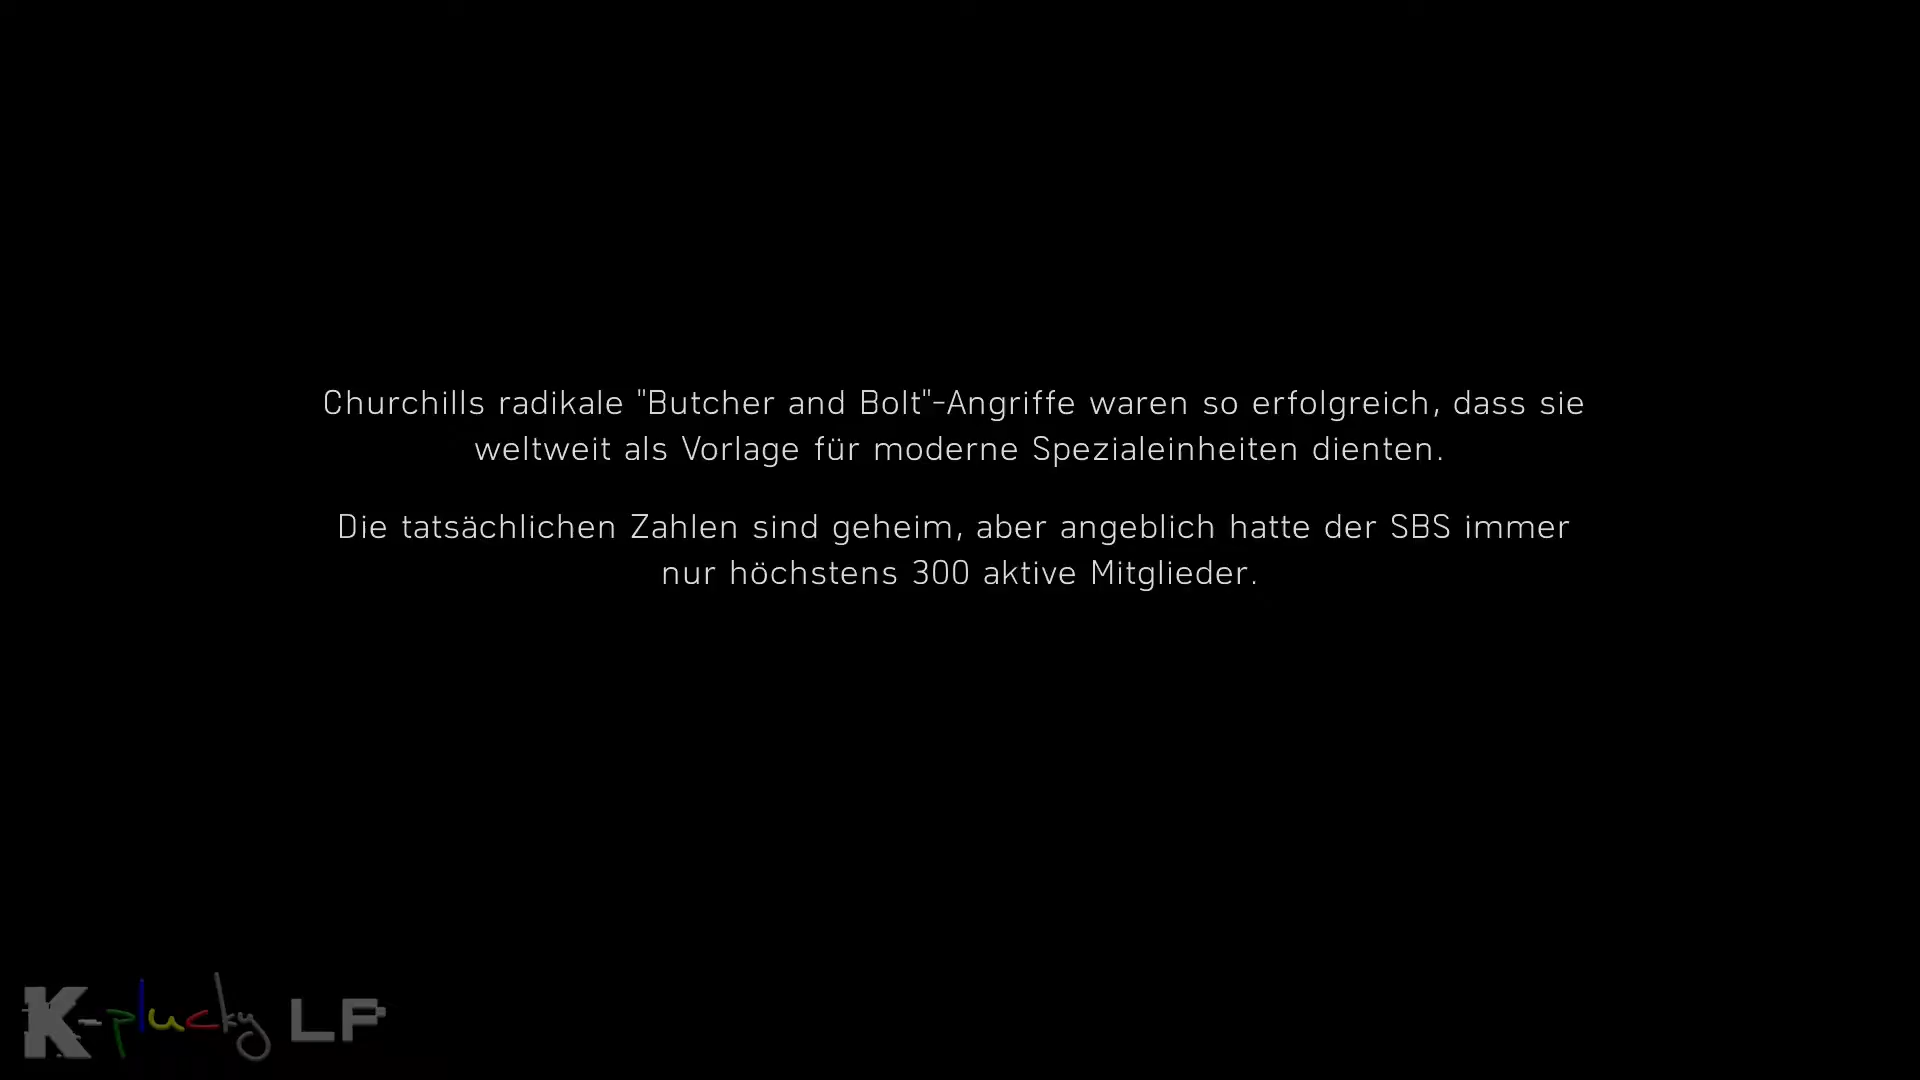 Churchills radikale "Butcher and Bolt"-Angriffe waren so erfolgreich, dass sie
weltweit als Vorlage für moderne Spezialeinheiten dienten.
Die tatsächlichen Zahlen sind geheim, aber angeblich hatte der SBS immer
nur höchstens 300 aktive Mitglieder.
K-plucky LP